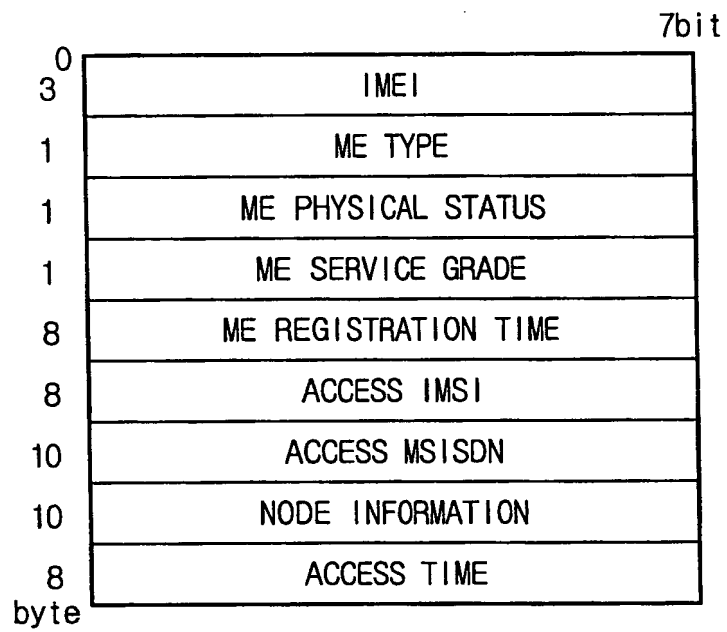 7bit
0
3 IMEI
1 ME TYPE
1 ME PHYSICAL STATUS
1 ME SERVICE GRADE
8 ME REGISTRATION TIME
8 ACCESS IMSI
10 ACCESS MSISDN
10 NODE INFORMATION
8 ACCESS TIME
byte